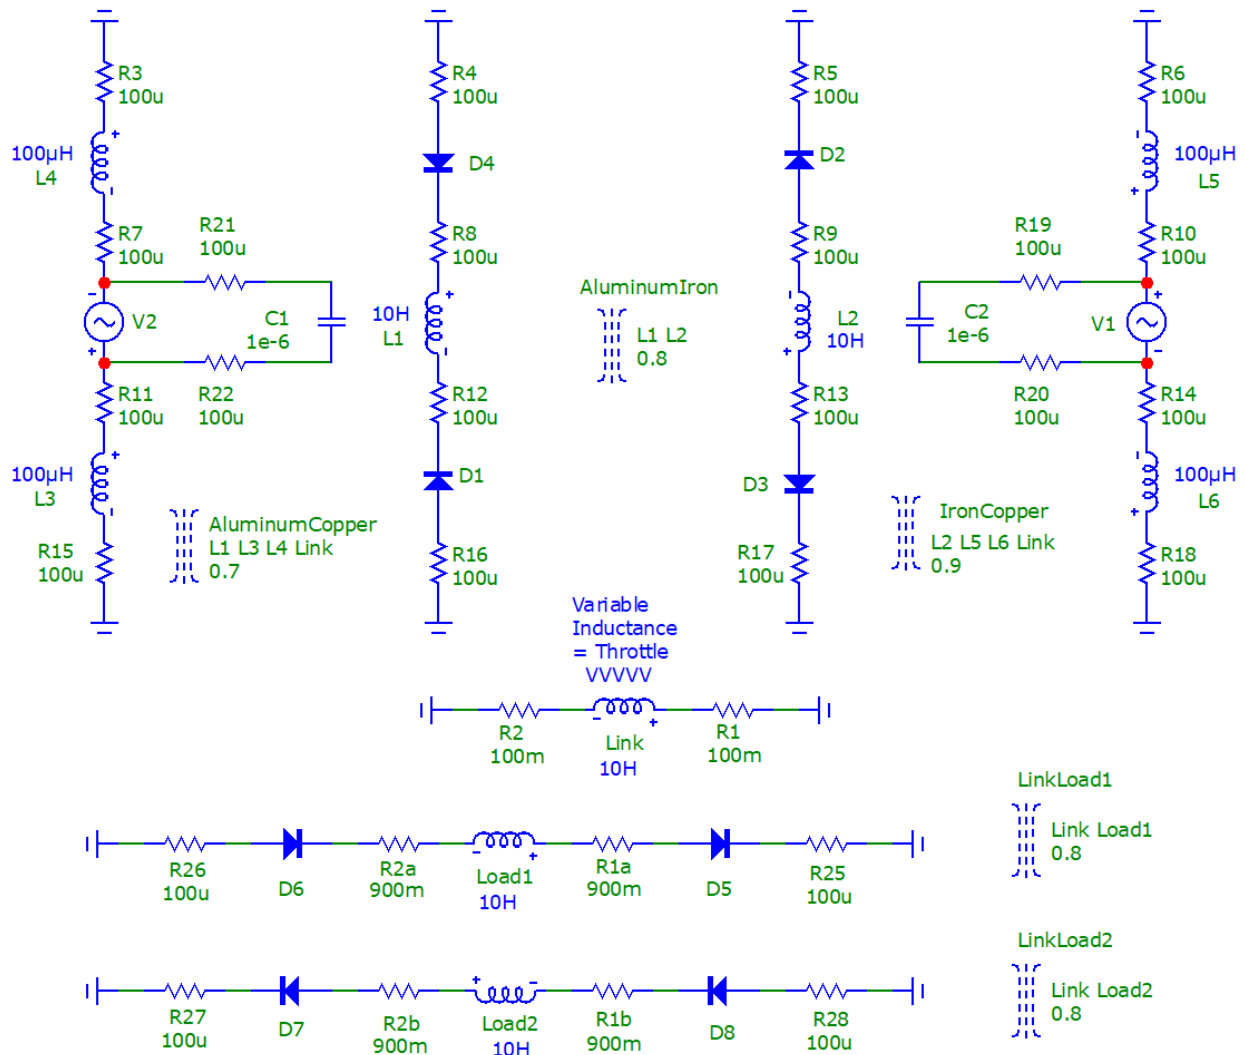 R3
100u
R4
100u
R5
100u
R6
100u
100µH
L4
D4
D2
100µH
L5
R7
100u
R21
100u
R8
100u
R9
100u
R19
100u
R10
100u
V2
C1
1e-6
10H
L1
AluminumIron
L1 L2
0.8
L2
10H
C2
1e-6
V1
R11
100u
R22
100u
R12
100u
R13
100u
R20
100u
R14
100u
100µH
L3
D1
D3
100µH
L6
AluminumCopper
L1 L3 L4 Link
0.7
IronCopper
L2 L5 L6 Link
0.9
R15
100u
R16
100u
R17
100u
R18
100u
Variable
Inductance
= Throttle
VVVVV
R2
100m
Link
10H
R1
100m
LinkLoad1
Link Load1
0.8
R26
100u
D6
R2a
900m
Load1
10H
R1a
900m
D5
R25
100u
LinkLoad2
Link Load2
0.8
R27
100u
D7
R2b
900m
Load2
10H
R1b
900m
D8
R28
100u